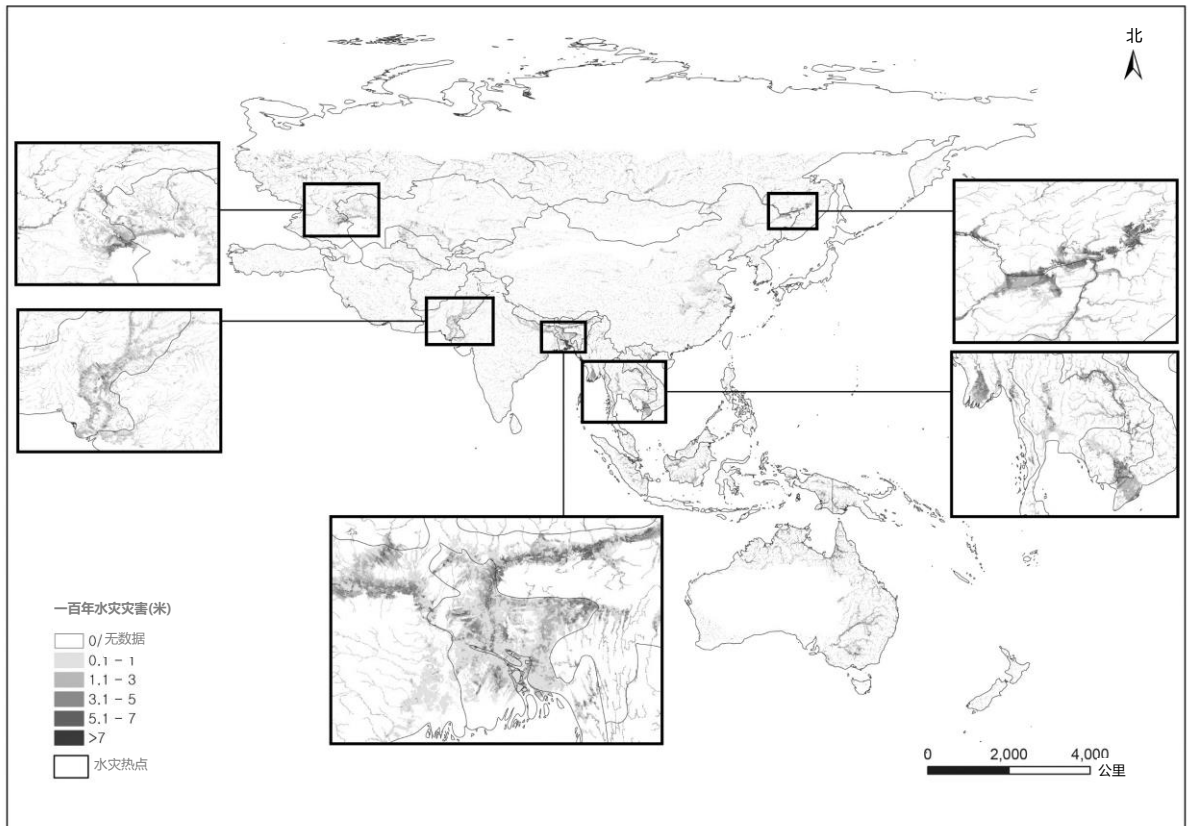 北
一百年水灾灾害(米)
0/无数据
0.1 - 1
1.1 - 3
3.1 - 5
5.1 - 7
>7
水灾热点
0 2,000 4,000
公里